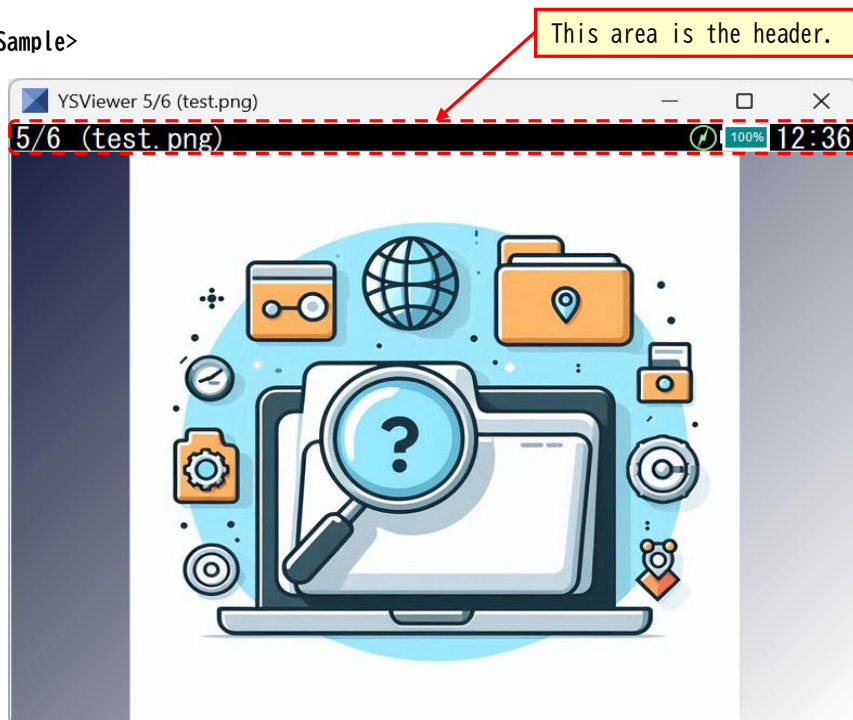 Sample>
This area is the header.
YSViewer 5/6 (test.png)
5/6 (test.png) 100% 12:36
?